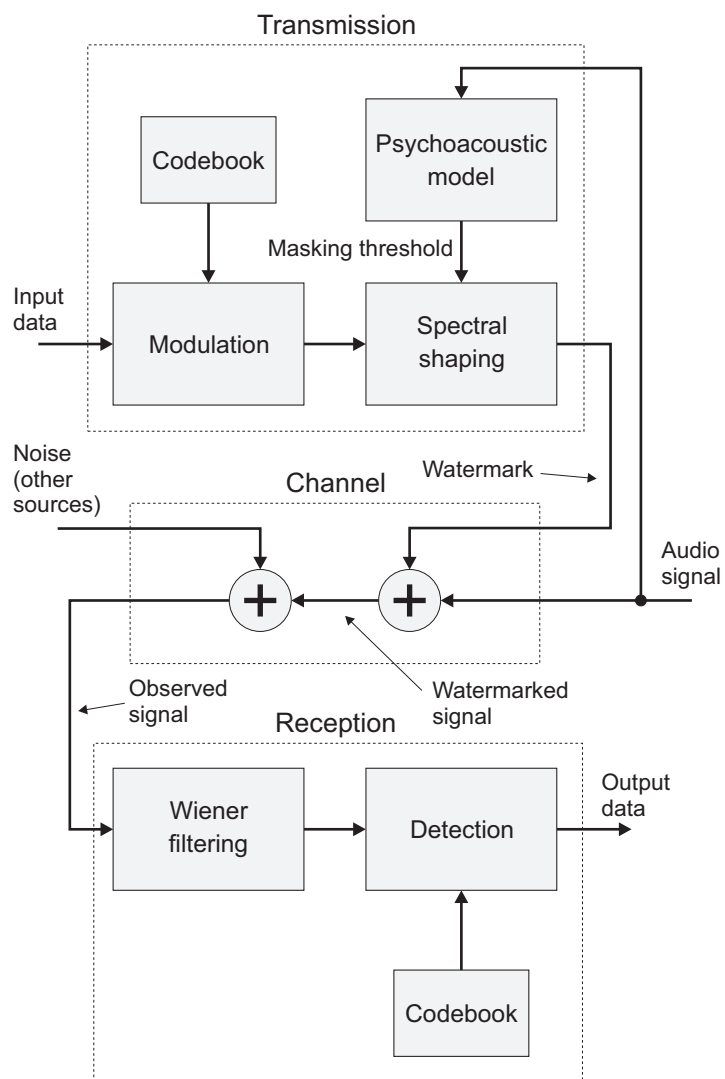 Transmission
Codebook
Psychoacoustic
model
Masking threshold
Input
data
Modulation
Spectral
shaping
Noise
(other
sources)
Watermark
Channel
Audio
signal
Observed
signal
Watermarked
signal
Reception
Wiener
filtering
Detection
Output
data
Codebook